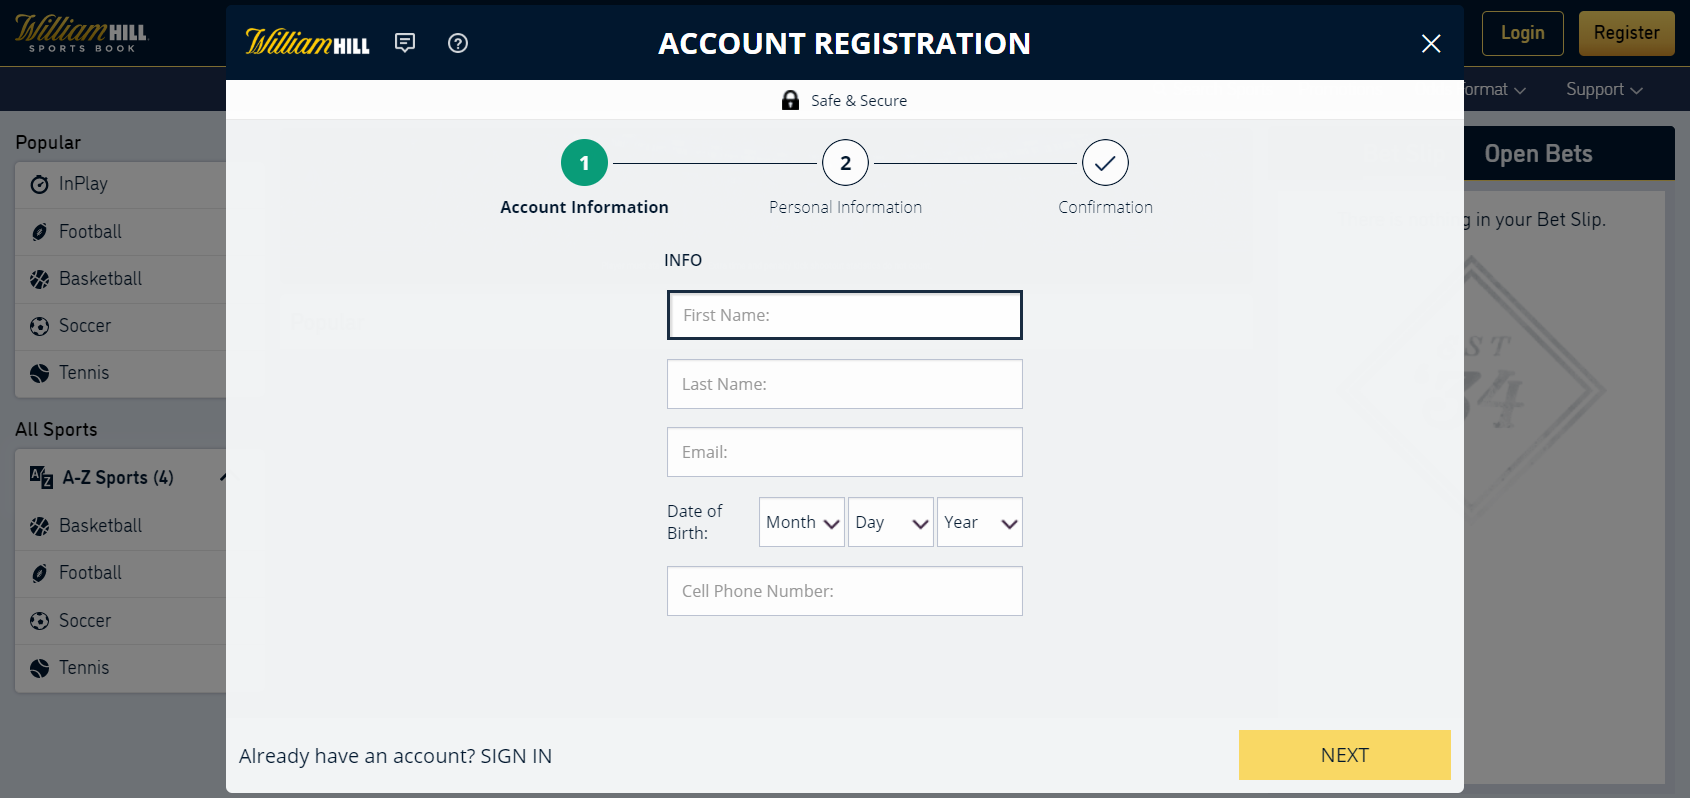 William HILL
SPORTS BOOK
William HILL
ACCOUNT REGISTRATION
Login
Register
Safe & Secure
ormat
Support
Popular
InPlay
Football
Basketball
Soccer
Tennis
All Sports
A-Z Sports (4)
Basketball
Football
Soccer
Tennis
1
2
Account Information
Personal Information
Confirmation
INFO
First Name:
Last Name:
Email:
Date of
Birth:
Month
Day
Year
Cell Phone Number:
Already have an account? SIGN IN
NEXT
Open Bets
in your Bet Slip.
34